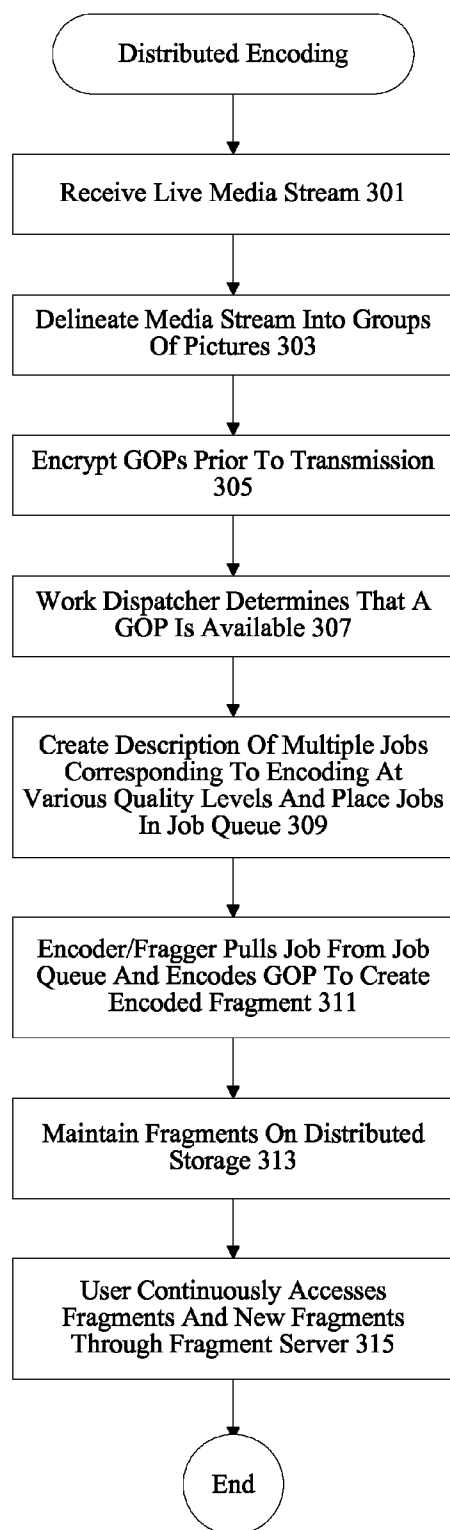 Distributed Encoding
Receive Live Media Stream 301
Delineate Media Stream Into Groups
Of Pictures 303
Encrypt GOPs Prior To Transmission
305
Work Dispatcher Determines That A
GOP Is Available 307
Create Description Of Multiple Jobs
Corresponding To Encoding At
Various Quality Levels And Place Jobs
In Job Queue 309
Encoder/Fragger Pulls Job From Job
Queue And Encodes GOP To Create
Encoded Fragment 311
Maintain Fragments On Distributed
Storage 313
User Continuously Accesses
Fragments And New Fragments
Through Fragment Server 315
End